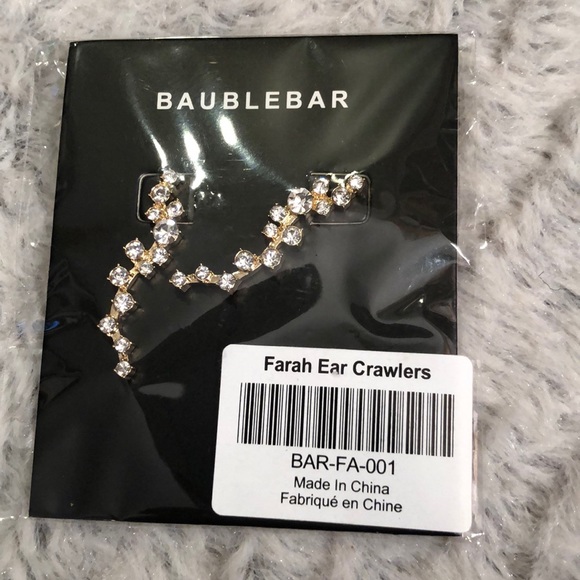 BAUBLEBAR
Farah Ear Crawlers
BAR-FA-001
Made In China
Fabriqué en Chine